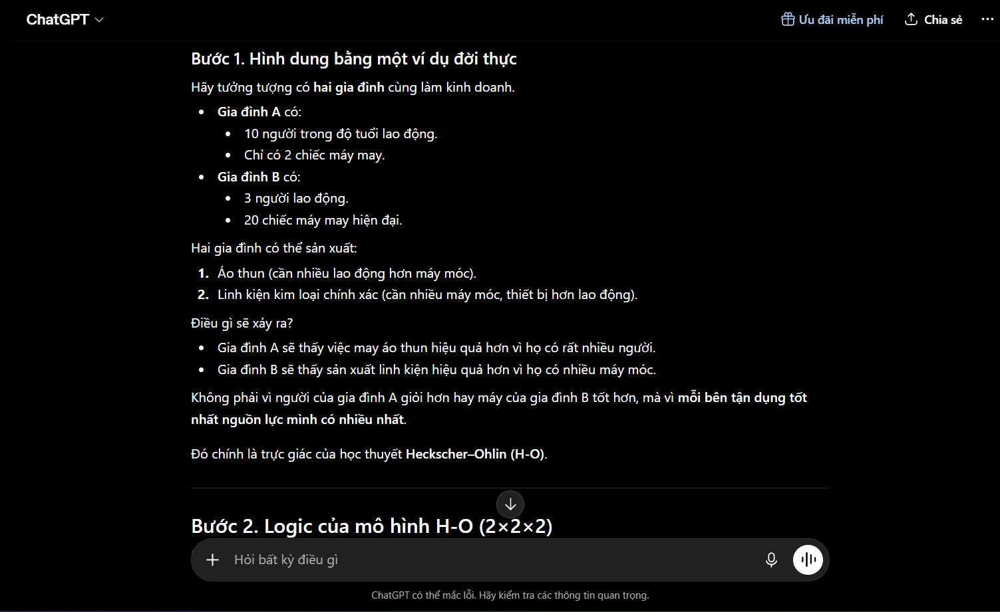 ChatGPT
Ưu đãi miễn phí
Chia sẻ
Bước 1. Hình dung bằng một ví dụ đời thực
Hãy tưởng tượng có hai gia đình cùng làm kinh doanh.
• Gia đình A có:
• 10 người trong độ tuổi lao động.
• Chỉ có 2 chiếc máy may.
• Gia đình B có:
• 3 người lao động.
• 20 chiếc máy may hiện đại.
Hai gia đình có thể sản xuất:
1. Áo thun (cần nhiều lao động hơn máy móc).
2. Linh kiện kim loại chính xác (cần nhiều máy móc, thiết bị hơn lao động).
Điều gì sẽ xảy ra?
• Gia đình A sẽ thấy việc may áo thun hiệu quả hơn vì họ có rất nhiều người.
• Gia đình B sẽ thấy sản xuất linh kiện hiệu quả hơn vì họ có nhiều máy móc.
Không phải vì người của gia đình A giỏi hơn hay máy của gia đình B tốt hơn, mà vì mỗi bên tận dụng tốt
nhất nguồn lực mình có nhiều nhất.
Đó chính là trực giác của học thuyết Heckscher–Ohlin (H-O).
Bước 2. Logic của mô hình H-O (2×2×2)
Hỏi bất kỳ điều gì
ChatGPT có thể mắc lỗi. Hãy kiểm tra các thông tin quan trọng.